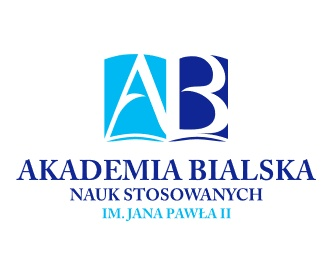 AB
AKADEMIA BIALSKA
NAUK STOSOWANYCH
IM. JANA PAWŁA II